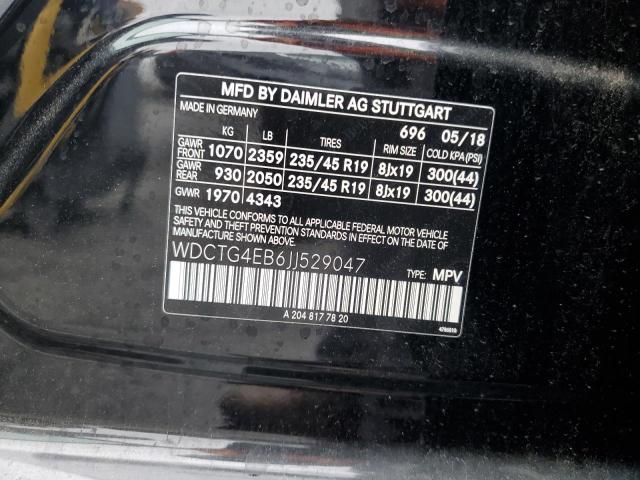 MFD BY DAIMLER AG STUTTGART
MADE IN GERMANY 696 05/18
KG LB TIRES RIM SIZE COLD KPA(PSI)
GAWR FRONT 1070 2359 235/45 R19 8Jx19 300(44)
GAWR REAR 930 2050 235/45 R19 8Jx19 300(44)
GWR 1970 4343
THIS VEHICLE CONFORMS TO ALL APPLICABLE FEDERAL MOTOR VEHICLE
SAFETY AND THEFT PREVENTION STANDARDS IN EFFECT ON THE DATE
OF MANUFACTURE SHOWN ABOVE.
WDCTG4EB6JJ529047 TYPE: MPV
A 204 817 78 20